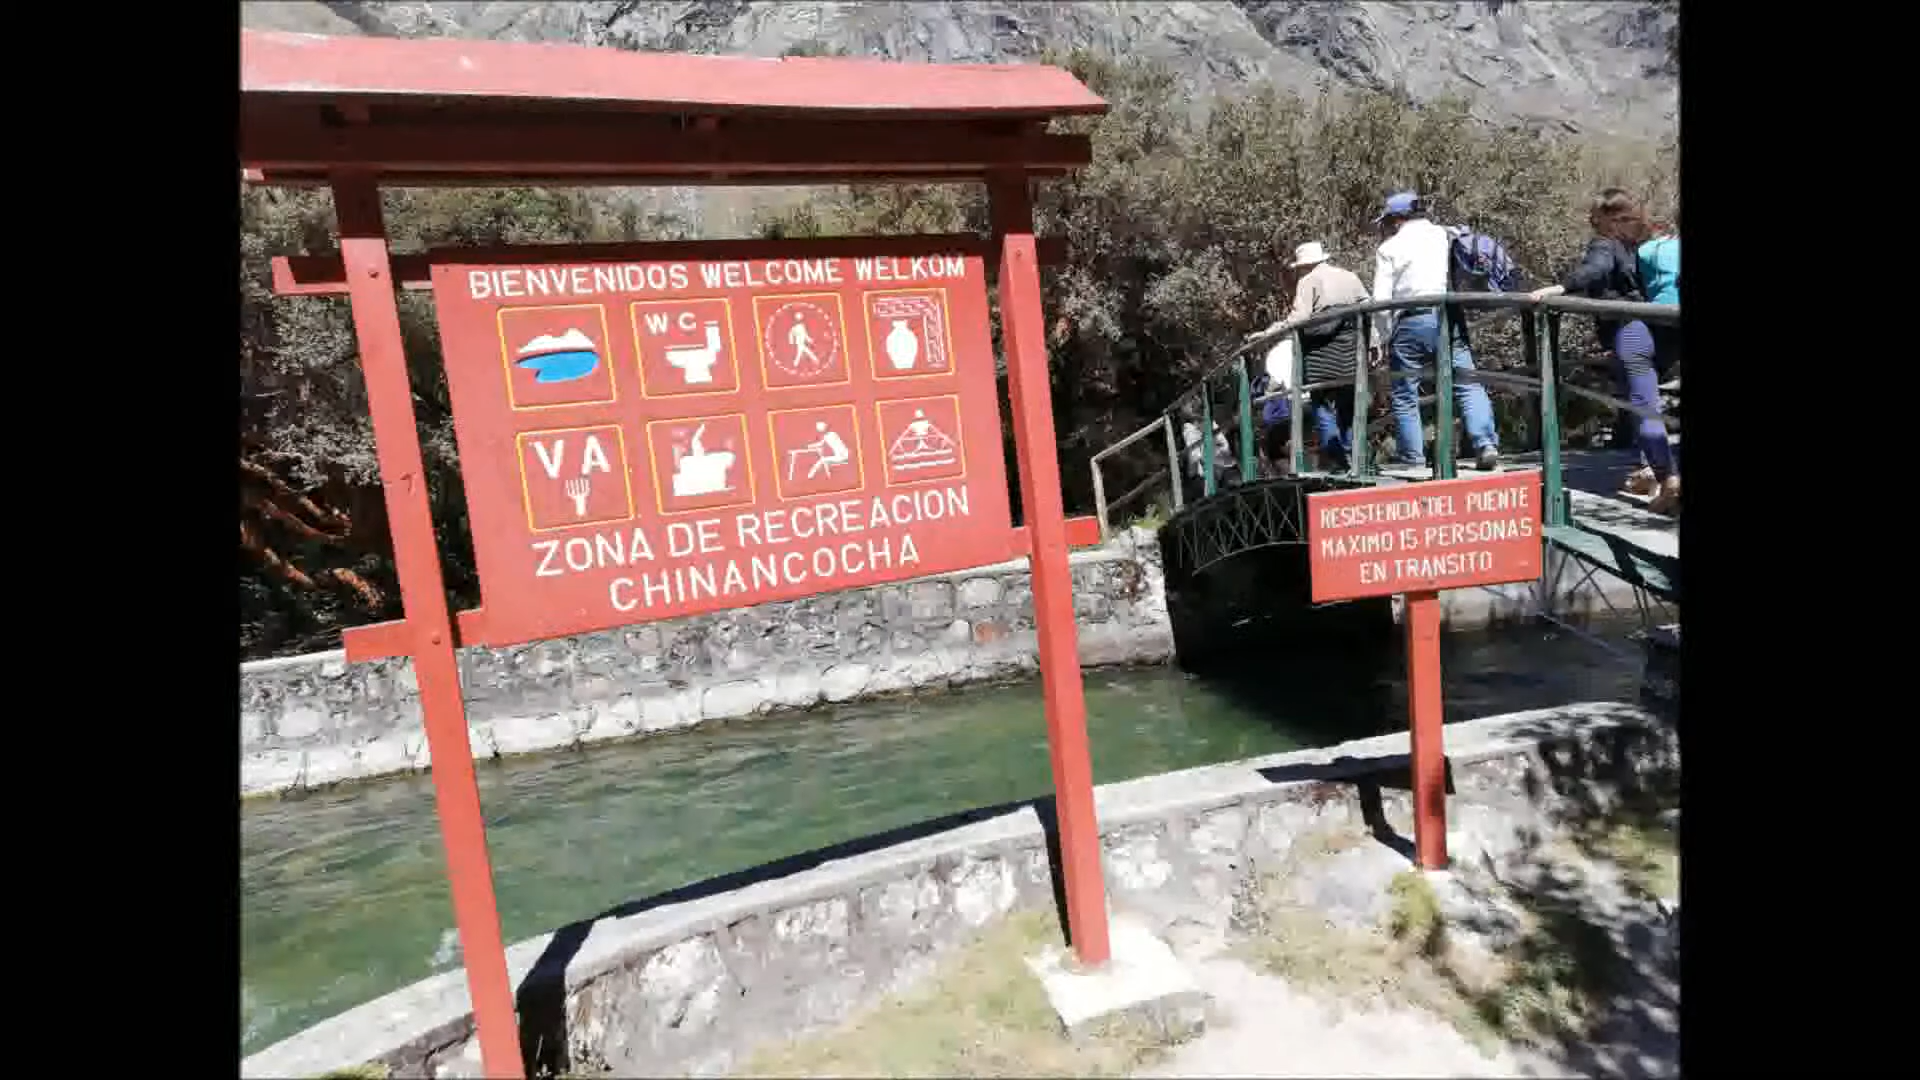 BIENVENIDOS WELCOME WELKOM
WC
VA
ZONA DE RECREACION
CHINANCOCHA
RESISTENCIA DEL PUENTE
MAXIMO 15 PERSONAS
EN TRANSITO